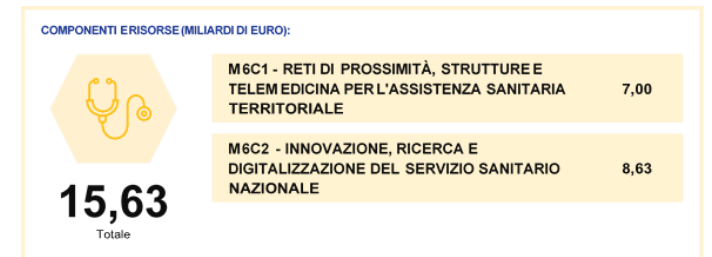 COMPONENTI E RISORSE (MILIARDI DI EURO):
M6C1 - RETI DI PROSSIMITÀ, STRUTTURE E
TELEMEDICINA PER L'ASSISTENZA SANITARIA
TERRITORIALE
7,00
M6C2 - INNOVAZIONE, RICERCA E
DIGITALIZZAZIONE DEL SERVIZIO SANITARIO
NAZIONALE
8,63
15,63
Totale